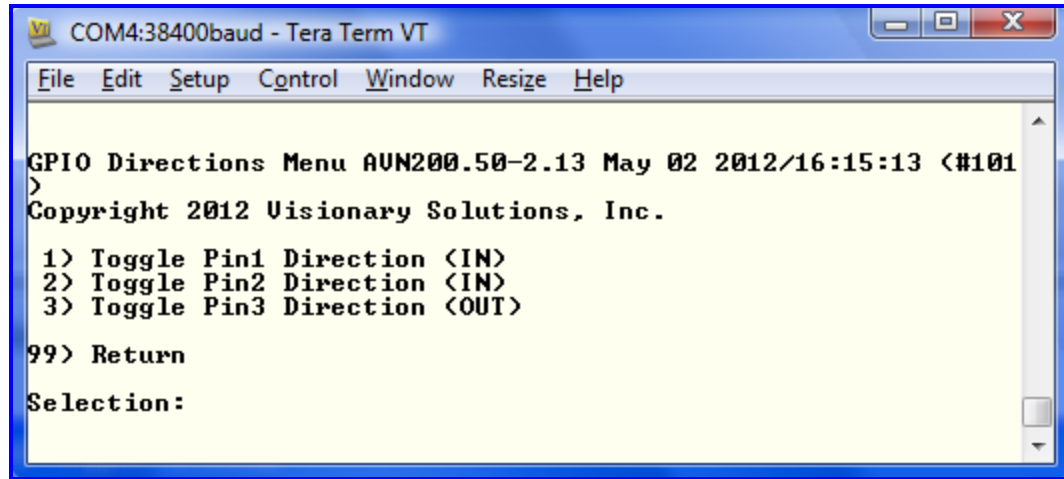 COM4:38400baud - Tera Term VT
File Edit Setup Control Window Resize Help
GPIO Directions Menu AVN200.50-2.13 May 02 2012/16:15:13 (#101
)
Copyright 2012 Visionary Solutions, Inc.
1) Toggle Pin1 Direction (IN)
2) Toggle Pin2 Direction (IN)
3) Toggle Pin3 Direction (OUT)
99) Return
Selection: